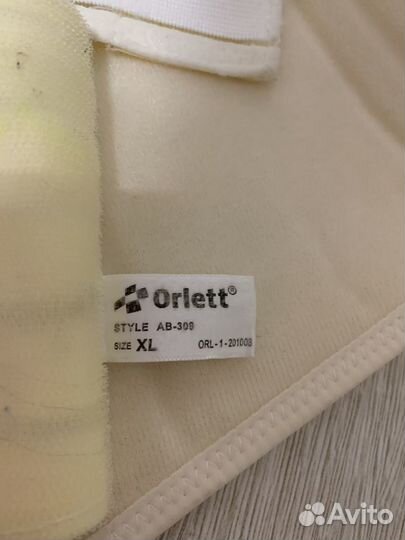 Orlett®
STYLE AB-309
SIZE XL ORL-1-201008
Avito